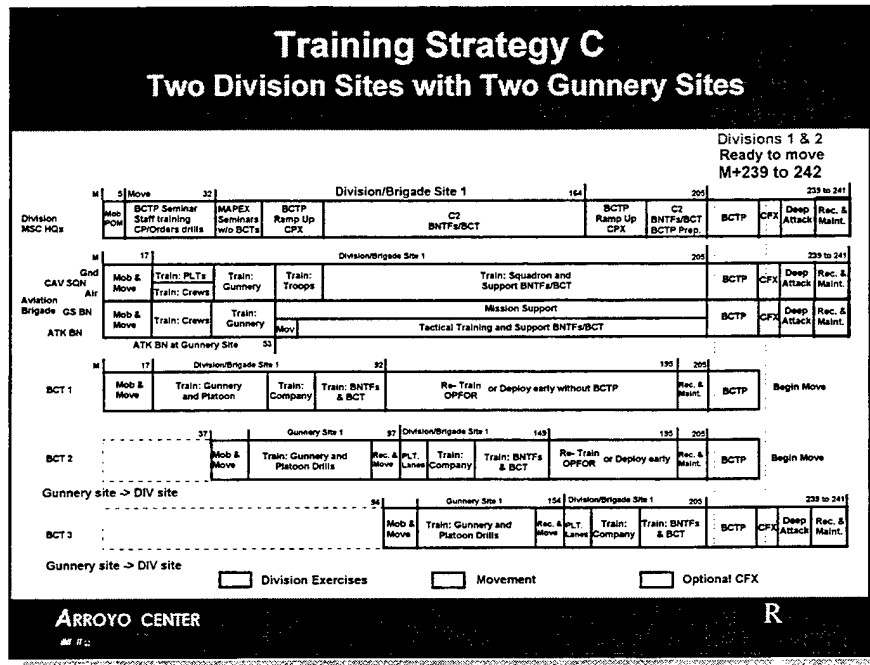 Training Strategy C
Two Division Sites with Two Gunnery Sites
Divisions 1 & 2
Ready to move
M+239 to 242
M 5 Move 32 Division/Brigade Site 1 164 205 239 to 241
Division
MSC HQs
Mob
POM
BCTP Seminar
Staff training
CP/Orders drills
MAPEX
Seminars
w/o BCTs
BCTP
Ramp Up
CPX
C2
BNTFs/BCT
BCTP
Ramp Up
CPX
C2
BNTFs/BCT
BCTP Prep.
BCTP
CFX
Deep
Attack
Rec. &
Maint.
M 17 Division/Brigade Site 1 205 239 to 241
Gnd
CAV SQN
Air
Mob &
Move
Train: PLTs
Train: Crews
Train:
Gunnery
Train:
Troops
Train: Squadron and
Support BNTFs/BCT
BCTP
CFX
Deep
Attack
Rec. &
Maint.
Aviation
Brigade
GS BN
ATK BN
Mob &
Move
Train: Crews
Train:
Gunnery
Mission Support
Mov
Tactical Training and Support BNTFs/BCT
BCTP
CFX
Deep
Attack
Rec. &
Maint.
ATK BN at Gunnery Site 53
M 17 Division/Brigade Site 1 92 195 205
BCT 1
Mob &
Move
Train: Gunnery
and Platoon
Train:
Company
Train: BNTFs
& BCT
Re-Train
OPFOR
or Deploy early without BCTP
Rec. &
Maint.
BCTP
Begin Move
37 Gunnery Site 1 97 Division/Brigade Site 1 149 195 205
BCT 2
Mob &
Move
Train: Gunnery and
Platoon Drills
Rec. &
Move
PLT.
Lanes
Train:
Company
Train: BNTFs
& BCT
Re-Train
OPFOR
or Deploy early
Rec. &
Maint.
BCTP
Begin Move
Gunnery site -> DIV site
94 Gunnery Site 1 154 Division/Brigade Site 1 205 239 to 241
BCT 3
Mob &
Move
Train: Gunnery and
Platoon Drills
Rec. &
Move
PLT.
Lanes
Train:
Company
Train: BNTFs
& BCT
BCTP
CFX
Deep
Attack
Rec. &
Maint.
Gunnery site -> DIV site
Division Exercises
Movement
Optional CFX
ARROYO CENTER
R